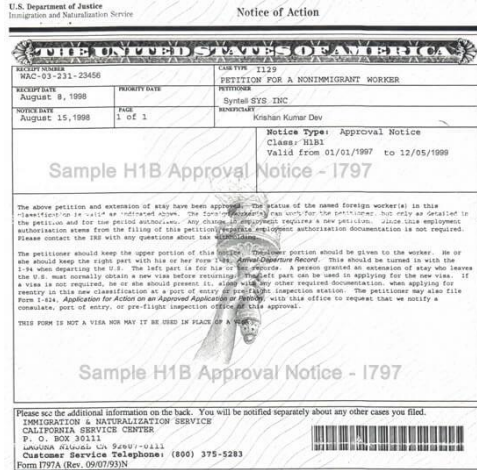 U.S. Department of Justice
Immigration and Naturalization Service
Notice of Action
THE UNITED STATES OF AMERICA
RECEIPT NUMBER
WAC-03-231-23456
CASE TYPE I129
PETITION FOR A NONIMMIGRANT WORKER
RECEIPT DATE
August 8, 1998
PRIORITY DATE
PETITIONER
Syntell SYS INC
NOTICE DATE
August 15, 1998
PAGE
1 of 1
BENEFICIARY
Krishan Kumar Dev
Notice Type: Approval Notice
Class: H1B1
Valid from 01/01/1997 to 12/05/1999
Sample H1B Approval Notice - I797
The above petition and extension of stay have been approved. The status of the named foreign worker(s) in this
classification is valid as indicated above. The foreign worker(s) can work for the petitioner, but only as detailed in
the petition and for the period authorized. Any change in employment requires a new petition. Since this employment
authorization stems from the filing of this petition, separate employment authorization documentation is not required.
Please contact the IRS with any questions about tax withholding.
The petitioner should keep the upper portion of this notice. The lower portion should be given to the worker. He or
she should keep the right part with his or her Form I-94, Arrival-Departure Record. This should be turned in with the
I-94 when departing the U.S. The left part is for his or her records. A person granted an extension of stay who leaves
the U.S. must normally obtain a new visa before returning. The left part can be used in applying for the new visa. If
a visa is not required, he or she should present it, along with any other required documentation, when applying for
reentry in this new classification at a port of entry or pre-flight inspection station. The petitioner may also file
Form I-824, Application for Action on an Approved Application or Petition, with this office to request that we notify a
consulate, port of entry, or pre-flight inspection office of this approval.
THIS FORM IS NOT A VISA NOR MAY IT BE USED IN PLACE OF A VISA
Sample H1B Approval Notice - I797
Please see the additional information on the back. You will be notified separately about any other cases you filed.
IMMIGRATION & NATURALIZATION SERVICE
CALIFORNIA SERVICE CENTER
P. O. BOX 30111
LAGUNA NIGUEL CA 92607-0111
Customer Service Telephone: (800) 375-5283
Form I797A (Rev. 09/07/93)N